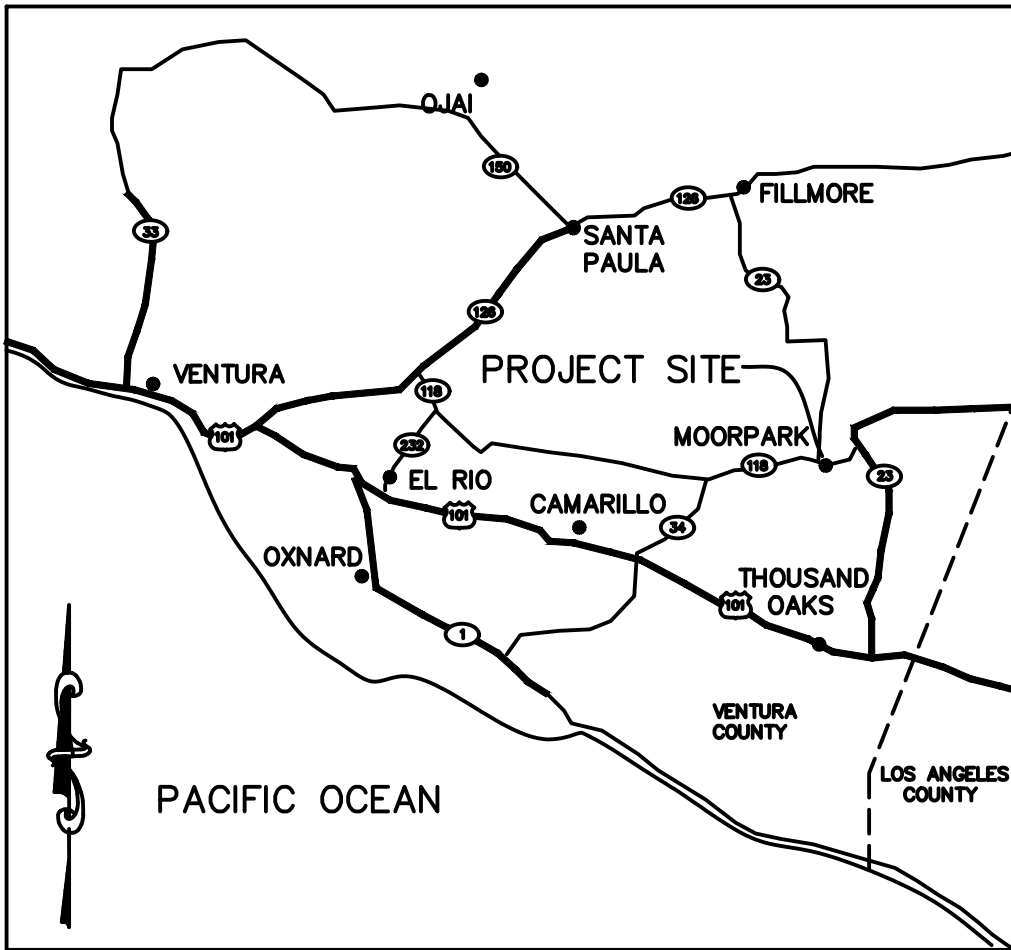 OJAI
150
126
FILLMORE
33
SANTA
PAULA
23
126
VENTURA
PROJECT SITE
118
101
232
MOORPARK
118
23
EL RIO
101
CAMARILLO
34
OXNARD
THOUSAND
OAKS
101
1
VENTURA
COUNTY
LOS ANGELES
COUNTY
PACIFIC OCEAN